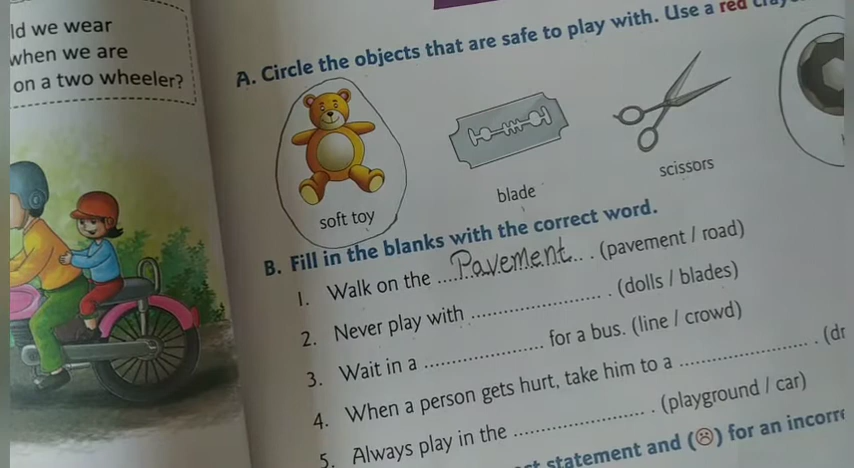 ld we wear
when we are
on a two wheeler?
A. Circle the objects that are safe to play with. Use a red
soft toy
blade
scissors
B. Fill in the blanks with the correct word.
1. Walk on the ....Pavement.... . (pavement / road)
2. Never play with ........................ . (dolls / blades)
3. Wait in a ........................ for a bus. (line / crowd)
4. When a person gets hurt, take him to a ........................ . (dr
5. Always play in the ........................ . (playground / car)
statement and (☹) for an incorre